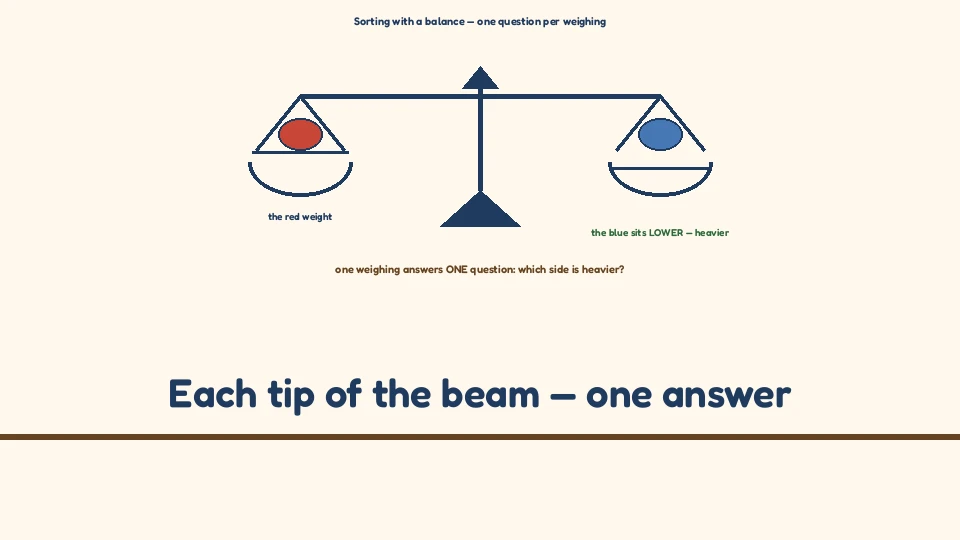 Sorting with a balance — one question per weighing
the red weight
the blue sits LOWER — heavier
one weighing answers ONE question: which side is heavier?
Each tip of the beam — one answer